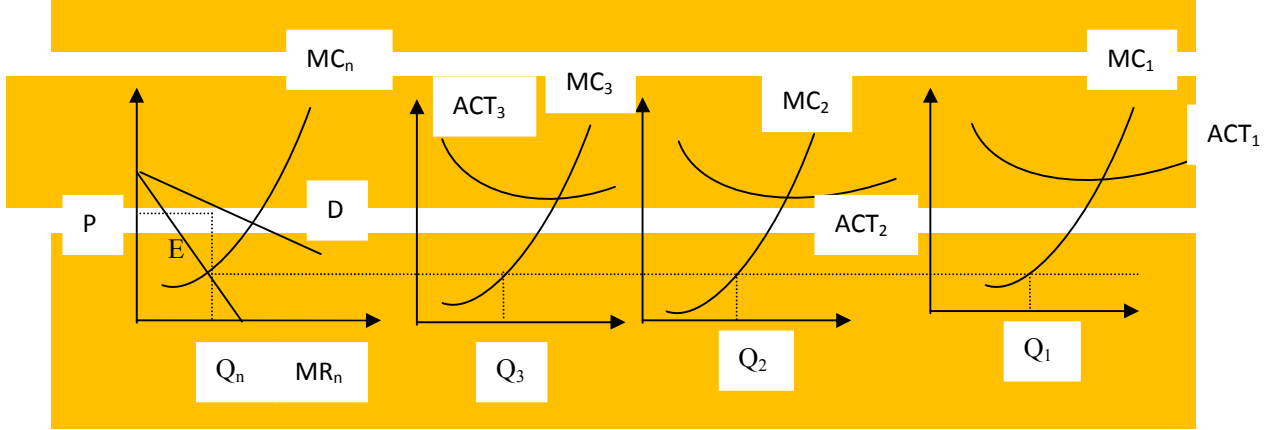 MCₙ
MC₁
MC₃
ACT₃
MC₂
ACT₁
P
D
ACT₂
E
Qₙ
MRₙ
Q₃
Q₂
Q₁